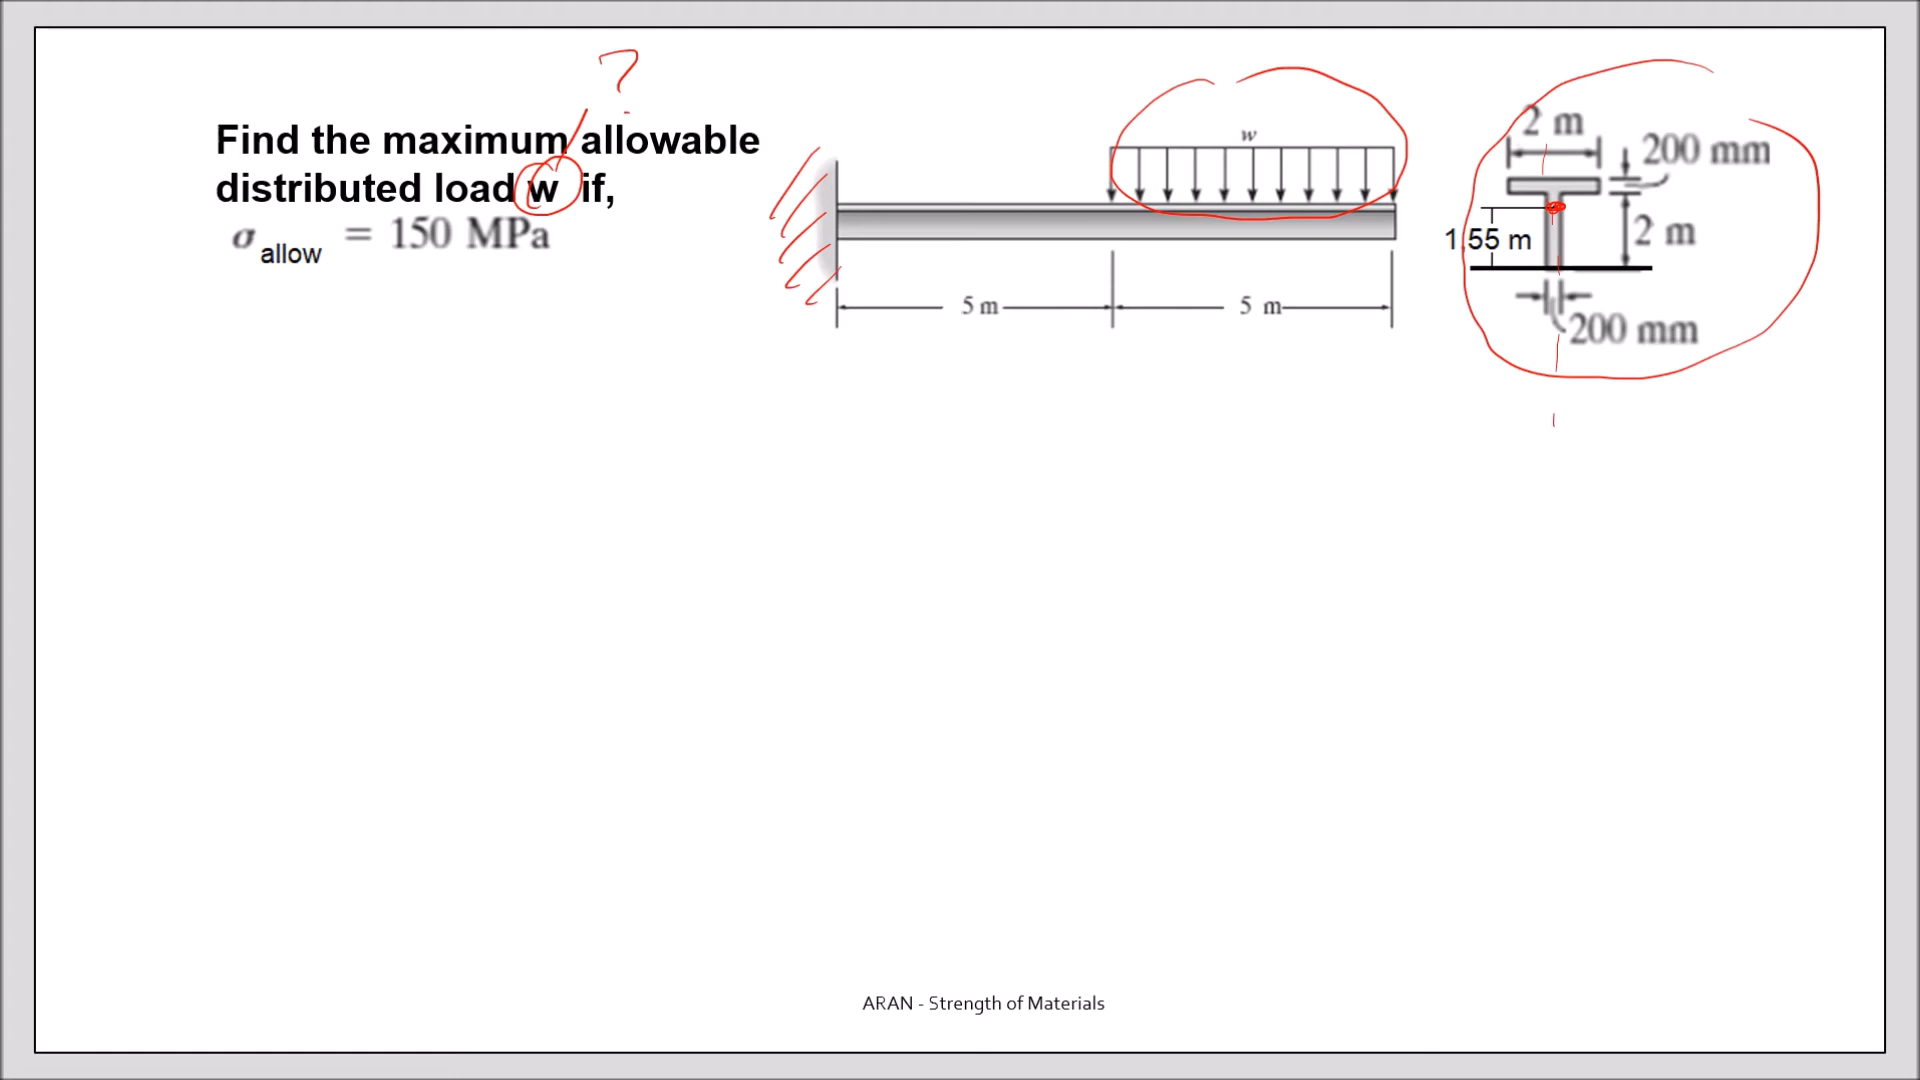 ?
Find the maximum allowable
distributed load w if,
σ allow = 150 MPa
w
5 m
5 m
2 m
200 mm
1.55 m
2 m
200 mm
ARAN - Strength of Materials